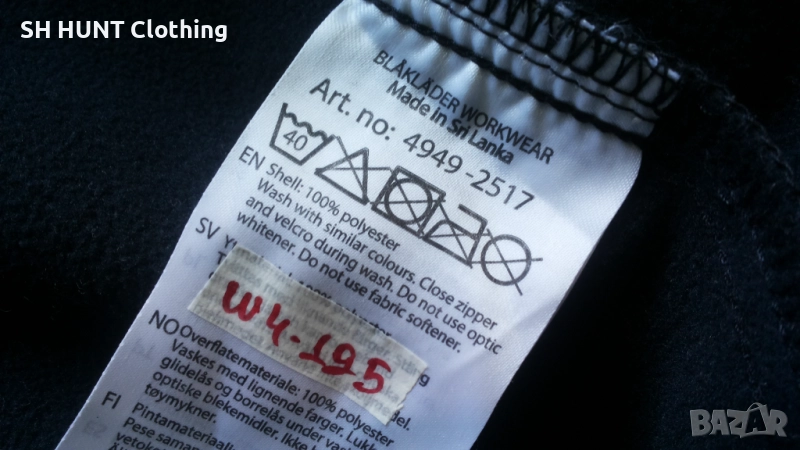 SH HUNT Clothing
BLÅKLÄDER WORKWEAR
Made in Sri Lanka
Art. no: 4949-2517
40
EN Shell: 100% polyester
Wash with similar colours. Close zipper
and velcro during wash. Do not use optic
whitener. Do not use fabric softener.
SV
W4-195
NO Overflatemateriale: 100% polyester
Vaskes med lignende farger. Lukk
glidelås og borrelås under
optiske blekemidler. Ikke
tøymykner.
FI Pintamateriaali
Pese
BAZAR